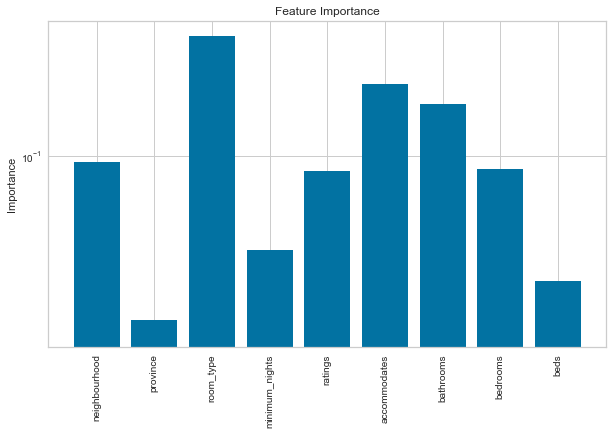 Feature Importance
Importance
10⁻¹
neighbourhood
province
room_type
minimum_nights
ratings
accommodates
bathrooms
bedrooms
beds